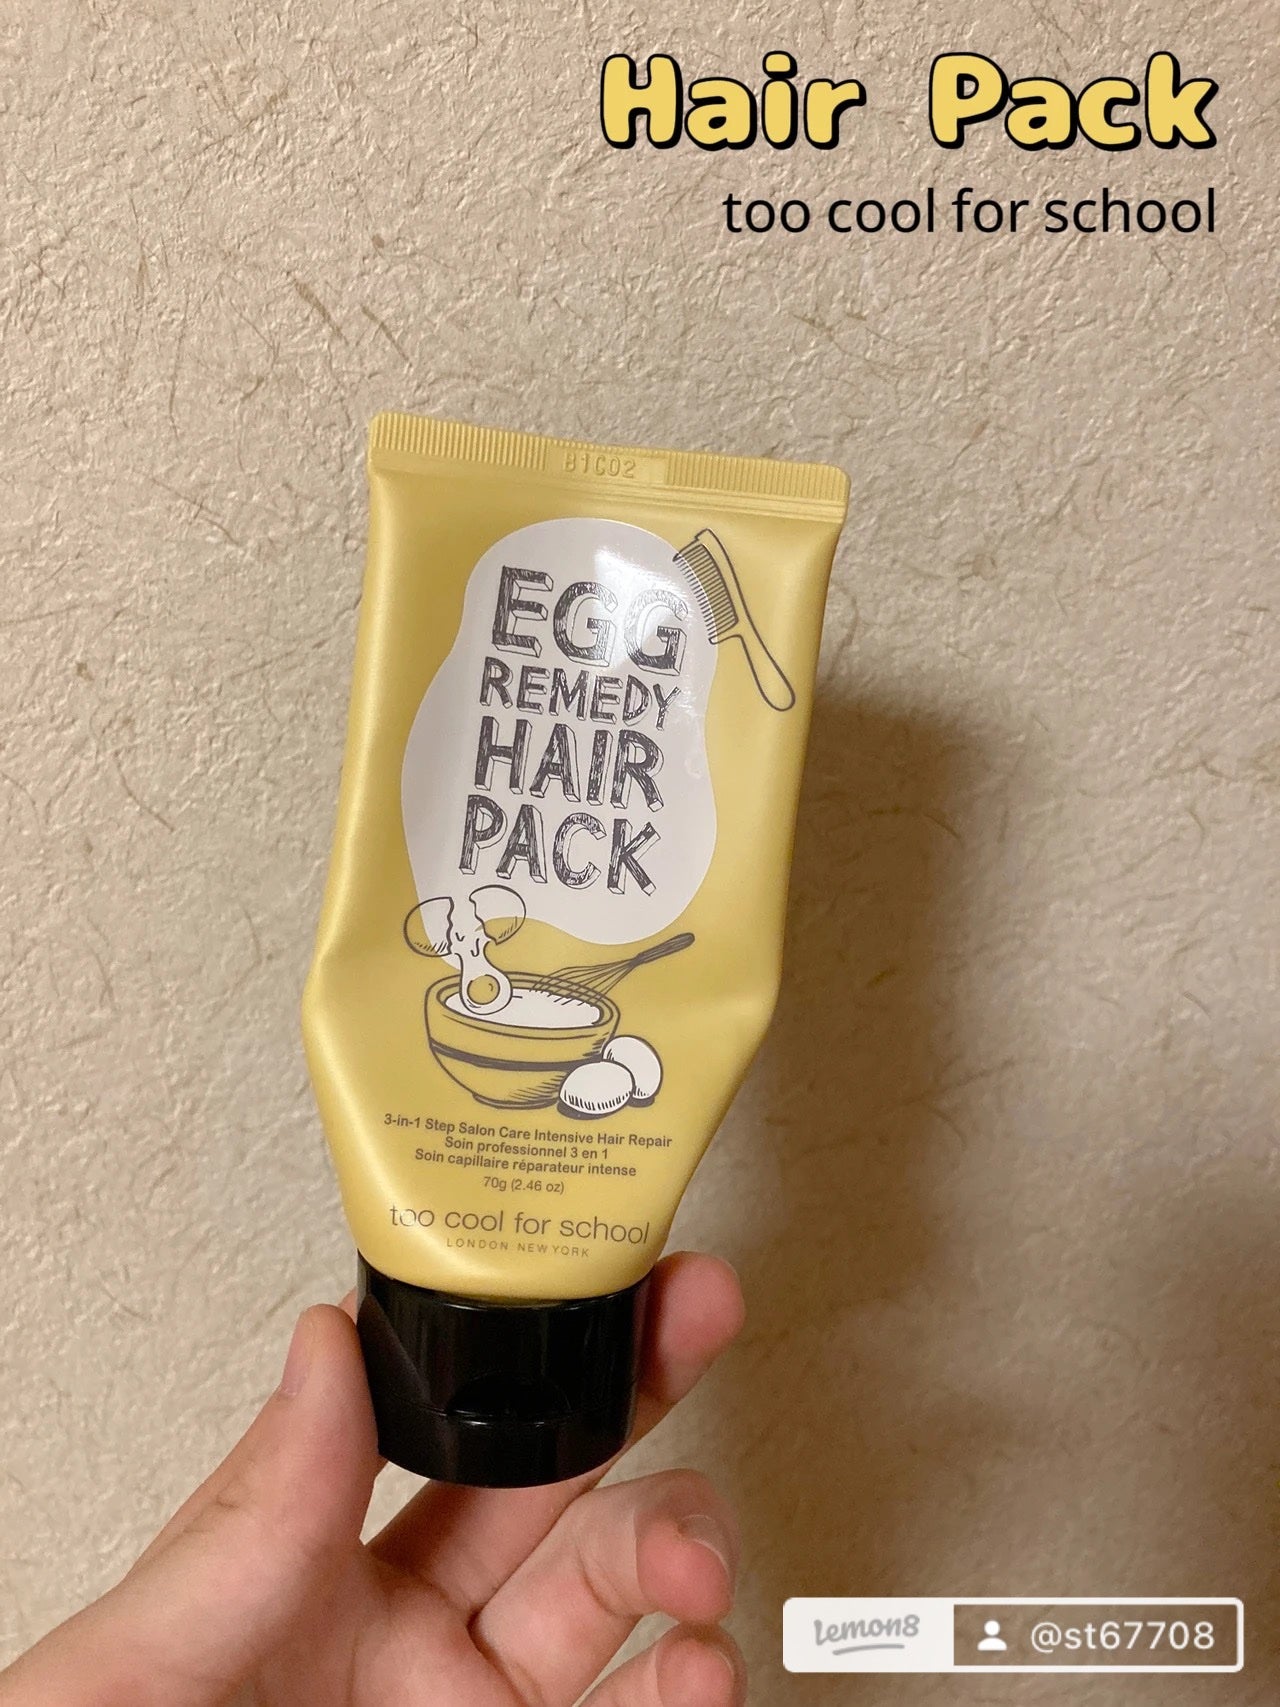 Hair Pack
too cool for school
B1C02
EGG
REMEDY
HAIR
PACK
3-in-1 Step Salon Care Intensive Hair Repair
Soin professionnel 3 en 1
Soin capillaire réparateur intense
70g (2.46 oz)
too cool for school
LONDON NEW YORK
lemon8 @st67708